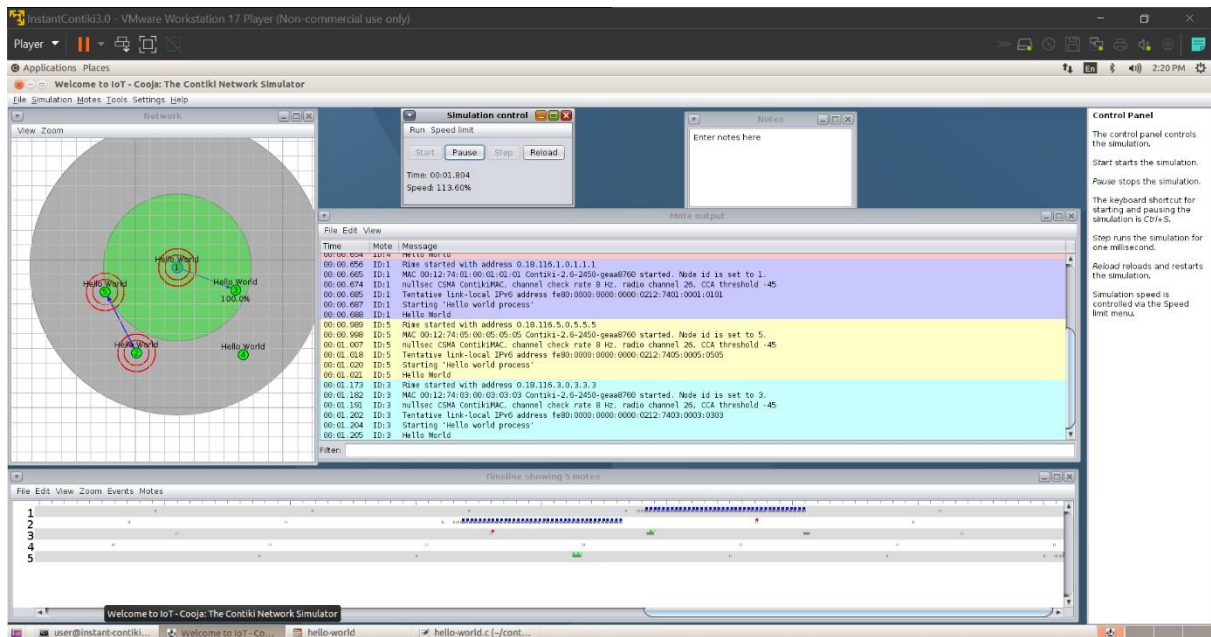 InstantContiki3.0 - VMware Workstation 17 Player (Non-commercial use only)
Player
Applications Places
En 2:20 PM
Welcome to IoT - Cooja: The Contiki Network Simulator
File Simulation Motes Tools Settings Help
Network
View Zoom
Hello World
1
Hello World
5
Hello World
3
100.0%
Hello World
2
Hello World
4
Simulation control
Run Speed limit
Start Pause Step Reload
Time: 00:01.804
Speed: 113.60%
Notes
Enter notes here
Control Panel
The control panel controls
the simulation.
Start starts the simulation.
Pause stops the simulation.
The keyboard shortcut for
starting and pausing the
simulation is Ctrl+S.
Step runs the simulation for
one millisecond.
Reload reloads and restarts
the simulation.
Simulation speed is
controlled via the Speed
limit menu.
Mote output
File Edit View
Time Mote Message
00:00.654 ID:4 Hello World
00:00.656 ID:1 Rime started with address 0.18.116.1.0.1.1.1
00:00.665 ID:1 MAC 00:12:74:01:00:01:01:01 Contiki-2.6-2450-geaa8760 started. Node id is set to 1.
00:00.674 ID:1 nullsec CSMA ContikiMAC, channel check rate 8 Hz, radio channel 26, CCA threshold -45
00:00.685 ID:1 Tentative link-local IPv6 address fe80:0000:0000:0000:0212:7401:0001:0101
00:00.687 ID:1 Starting 'Hello world process'
00:00.688 ID:1 Hello World
00:00.989 ID:5 Rime started with address 0.18.116.5.0.5.5.5
00:00.998 ID:5 MAC 00:12:74:05:00:05:05:05 Contiki-2.6-2450-geaa8760 started. Node id is set to 5.
00:01.007 ID:5 nullsec CSMA ContikiMAC, channel check rate 8 Hz, radio channel 26, CCA threshold -45
00:01.018 ID:5 Tentative link-local IPv6 address fe80:0000:0000:0000:0212:7405:0005:0505
00:01.020 ID:5 Starting 'Hello world process'
00:01.021 ID:5 Hello World
00:01.173 ID:3 Rime started with address 0.18.116.3.0.3.3.3
00:01.182 ID:3 MAC 00:12:74:03:00:03:03:03 Contiki-2.6-2450-geaa8760 started. Node id is set to 3.
00:01.191 ID:3 nullsec CSMA ContikiMAC, channel check rate 8 Hz, radio channel 26, CCA threshold -45
00:01.202 ID:3 Tentative link-local IPv6 address fe80:0000:0000:0000:0212:7403:0003:0303
00:01.204 ID:3 Starting 'Hello world process'
00:01.205 ID:3 Hello World
Filter:
Timeline showing 5 motes
File Edit View Zoom Events Motes
1
2
3
4
5
Welcome to IoT - Cooja: The Contiki Network Simulator
user@instant-contiki... Welcome to IoT - Co... hello-world hello-world.c (~/cont...